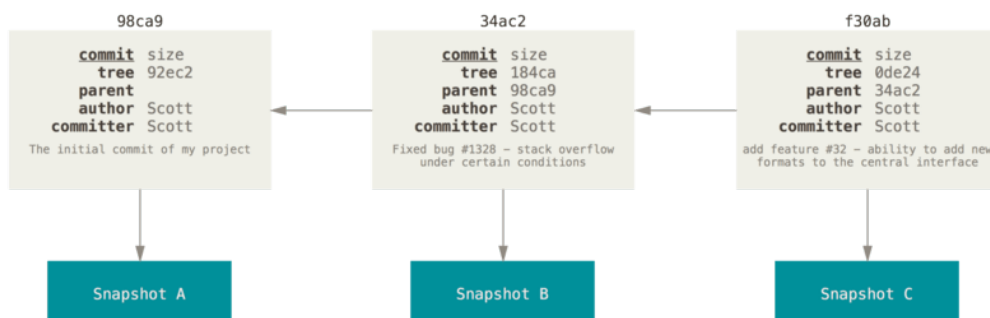 98ca9
commit size
tree 92ec2
parent
author Scott
committer Scott
The initial commit of my project
Snapshot A
34ac2
commit size
tree 184ca
parent 98ca9
author Scott
committer Scott
Fixed bug #1328 – stack overflow
under certain conditions
Snapshot B
f30ab
commit size
tree 0de24
parent 34ac2
author Scott
committer Scott
add feature #32 – ability to add new
formats to the central interface
Snapshot C